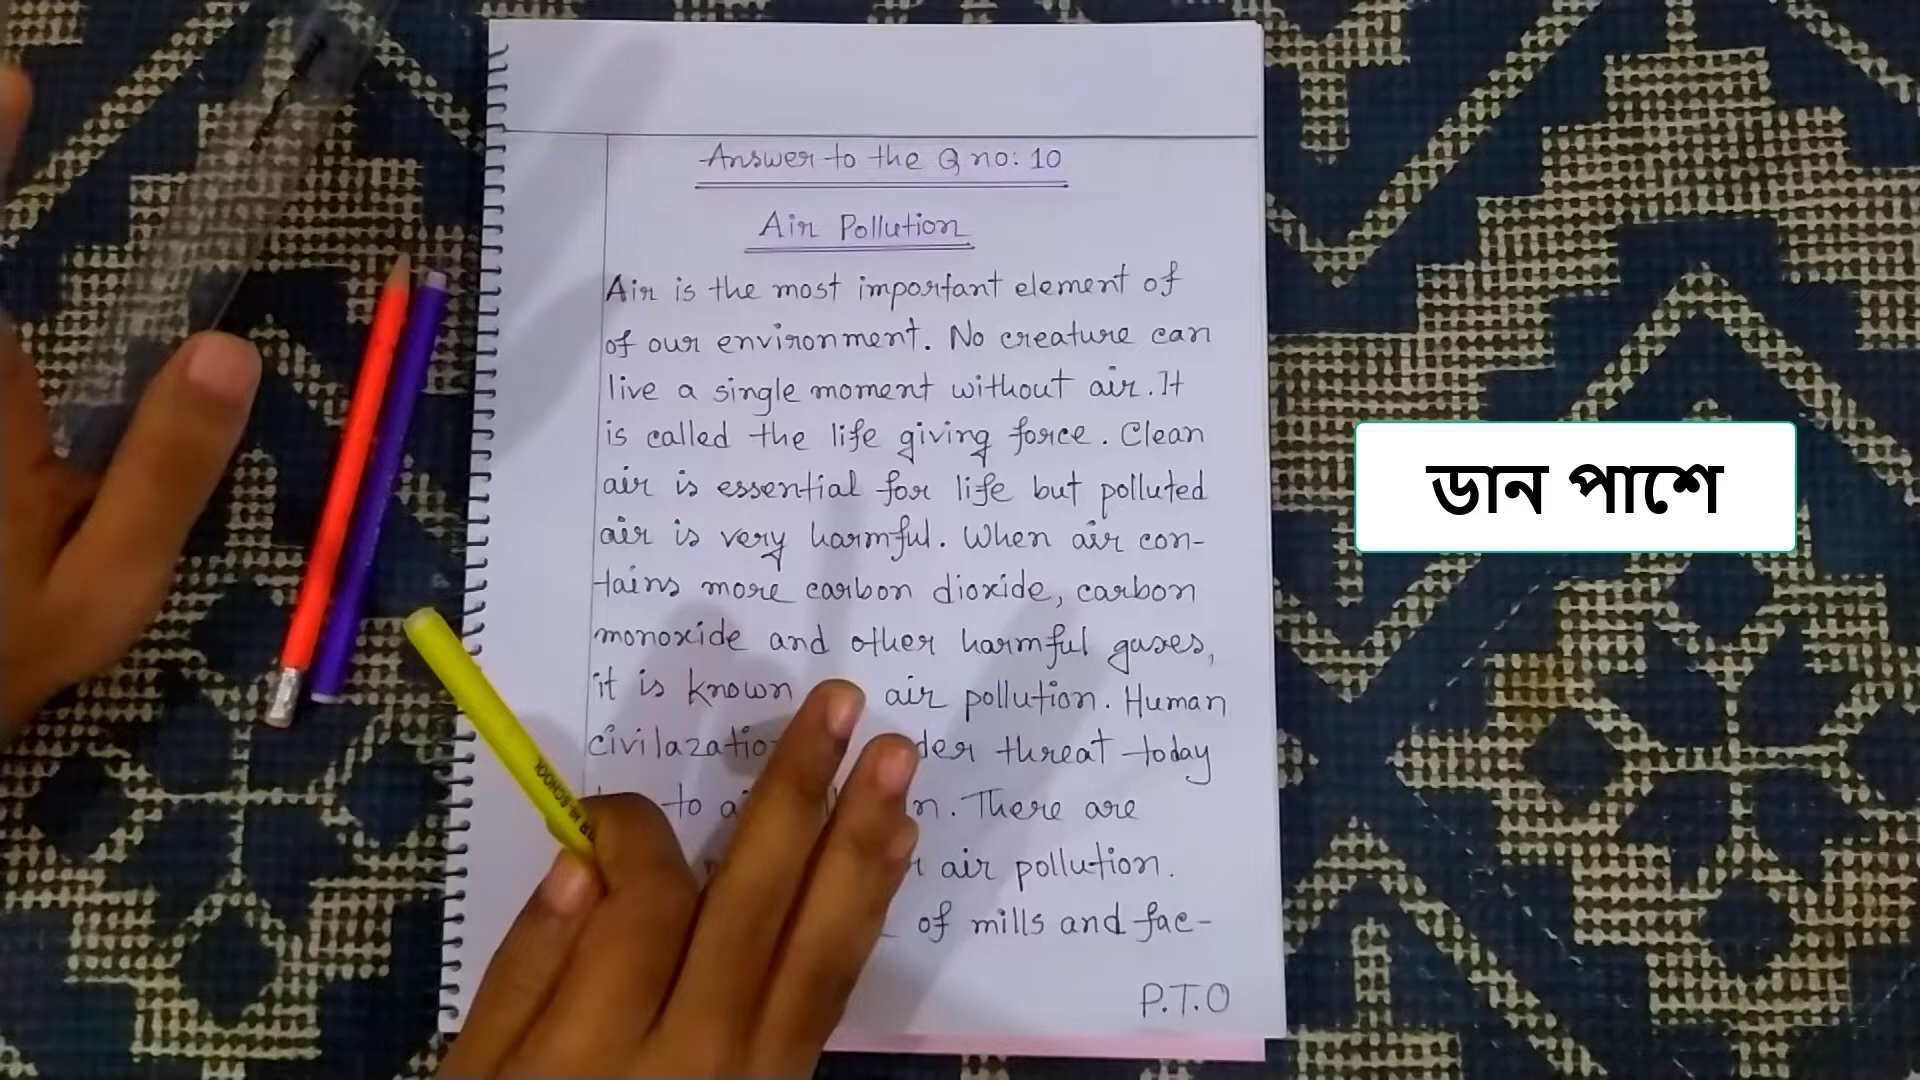 Answer to the Q no: 10
Air Pollution
Air is the most important element of
of our environment. No creature can
live a single moment without air. It
is called the life giving force. Clean
air is essential for life but polluted
air is very harmful. When air con-
tains more carbon dioxide, carbon
monoxide and other harmful gases,
it is known air pollution. Human
threat today
to There are
air pollution.
of mills and fac-
P.T.O
ডান পাশে